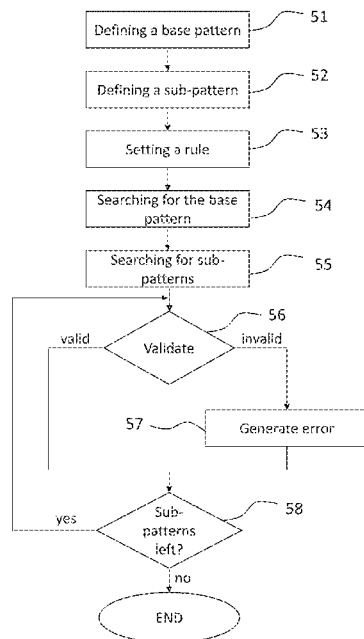 51
Defining a base pattern
52
Defining a sub-pattern
53
Setting a rule
54
Searching for the base
pattern
55
Searching for sub-
patterns
56
valid
Validate
invalid
57
Generate error
58
yes
Sub-
patterns
left?
no
END